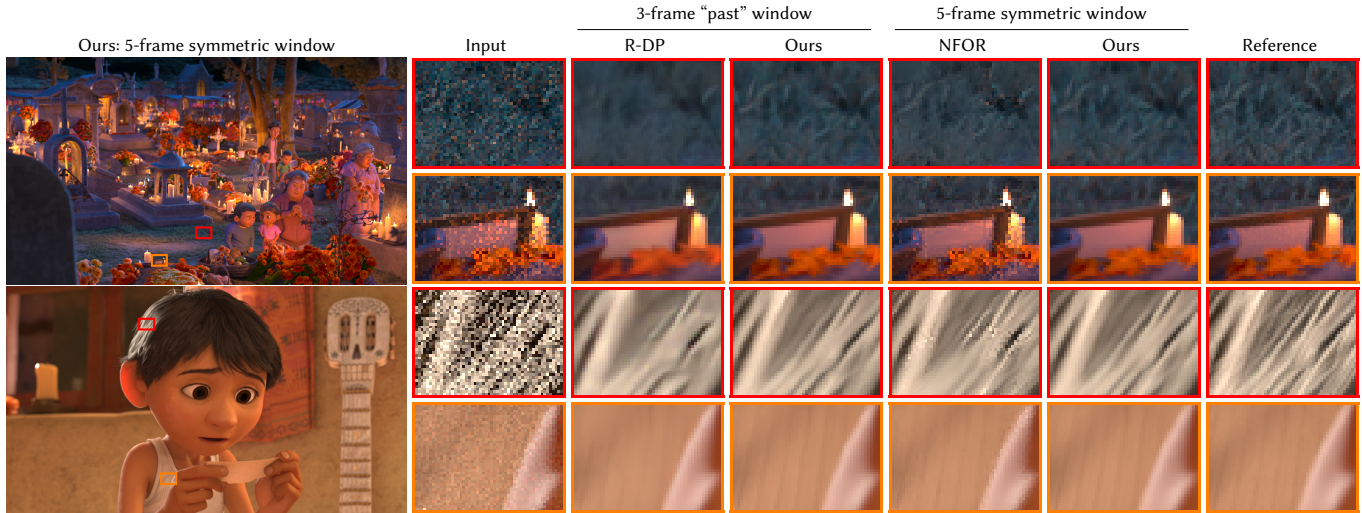 3-frame “past” window
5-frame symmetric window
Ours: 5-frame symmetric window
Input
R-DP
Ours
NFOR
Ours
Reference